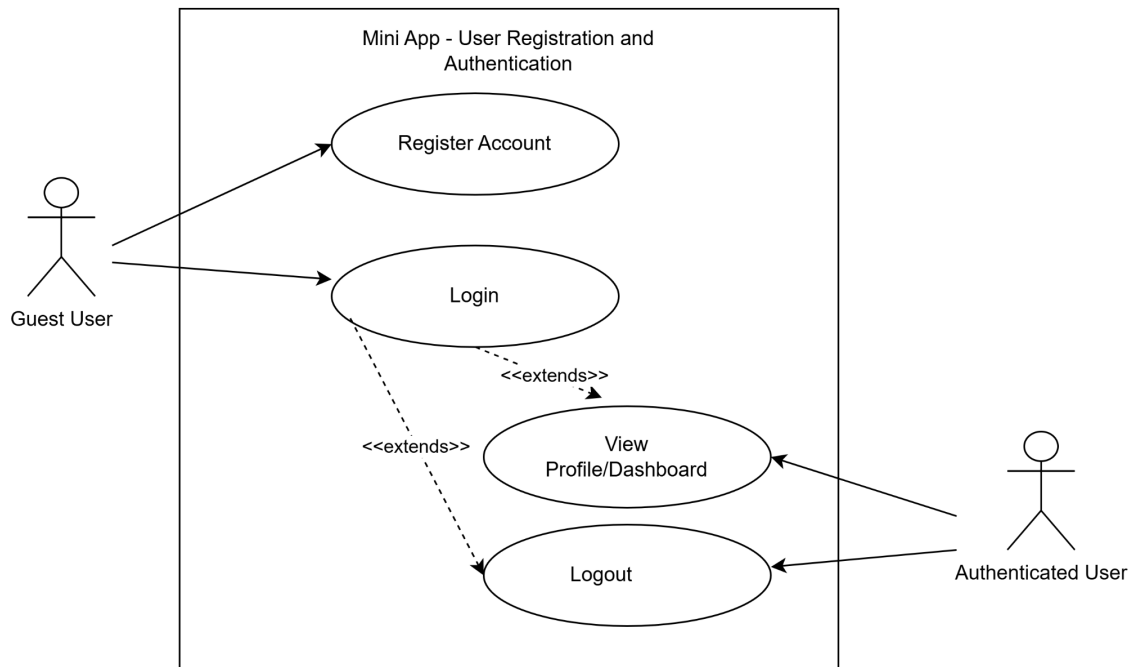 Mini App - User Registration and
Authentication
Register Account
Login
Guest User
<<extends>>
<<extends>>
View
Profile/Dashboard
Logout
Authenticated User